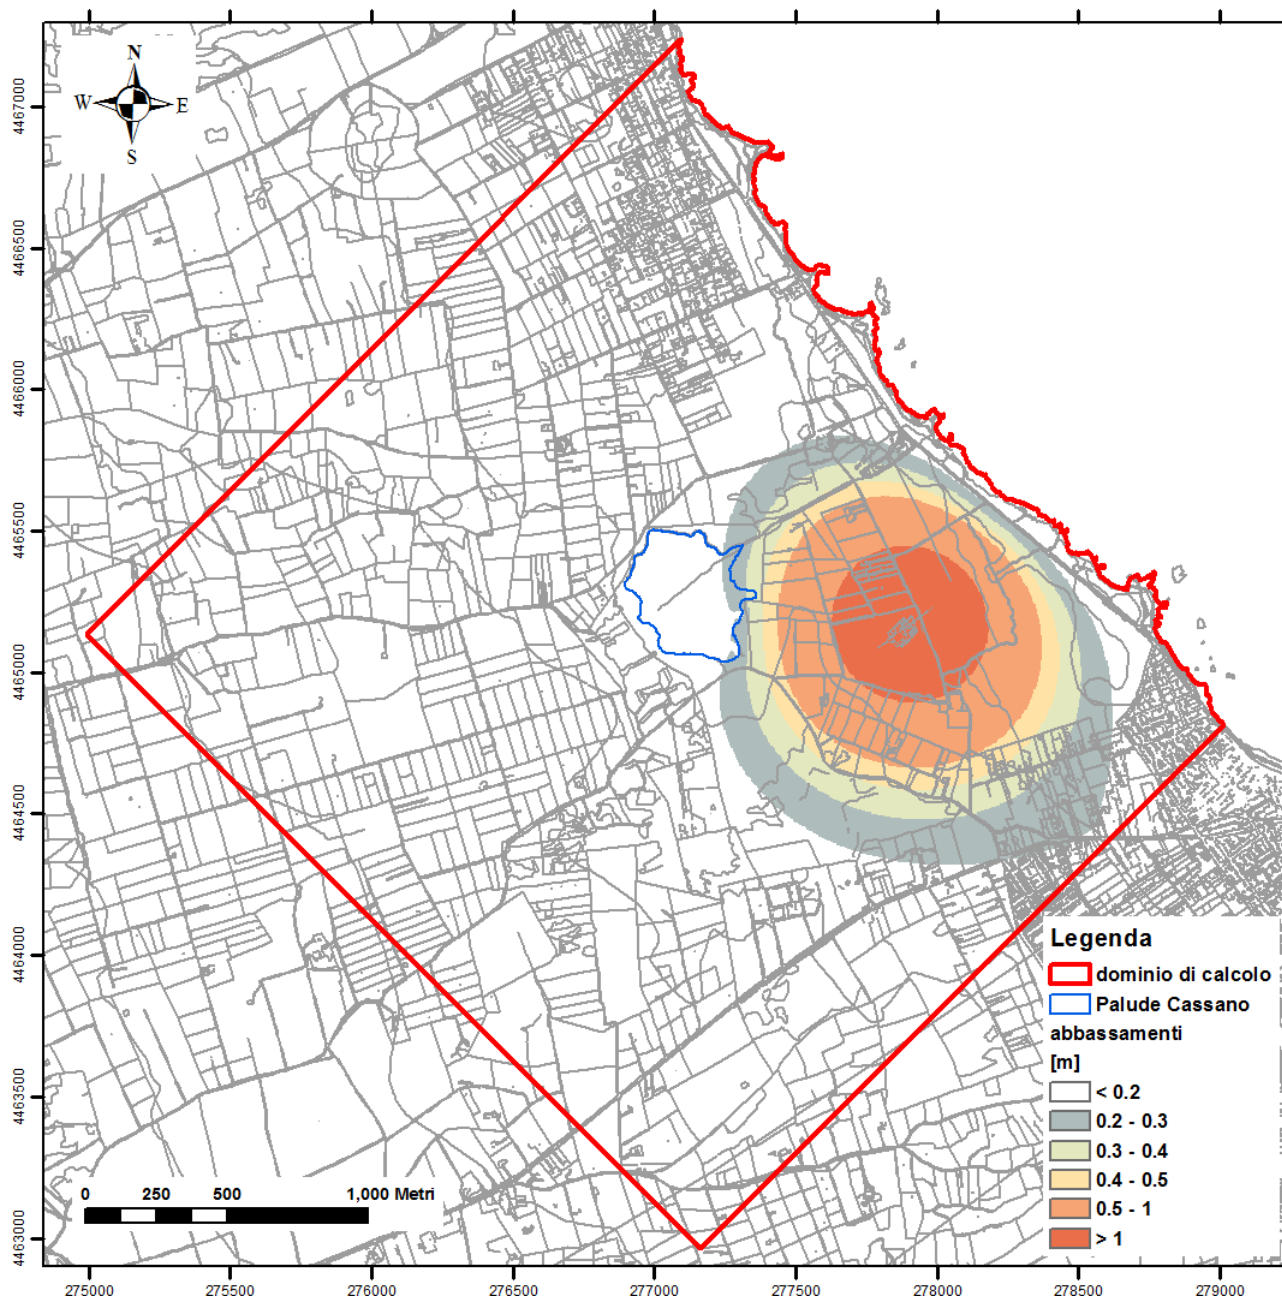 N
W E
S
4467000
4466500
4466000
4465500
4465000
4464500
4464000
4463500
4463000
Legenda
dominio di calcolo
Palude Cassano
abbassamenti
[m]
< 0.2
0.2 - 0.3
0.3 - 0.4
0.4 - 0.5
0.5 - 1
> 1
0 250 500 1,000 Metri
275000 275500 276000 276500 277000 277500 278000 278500 279000